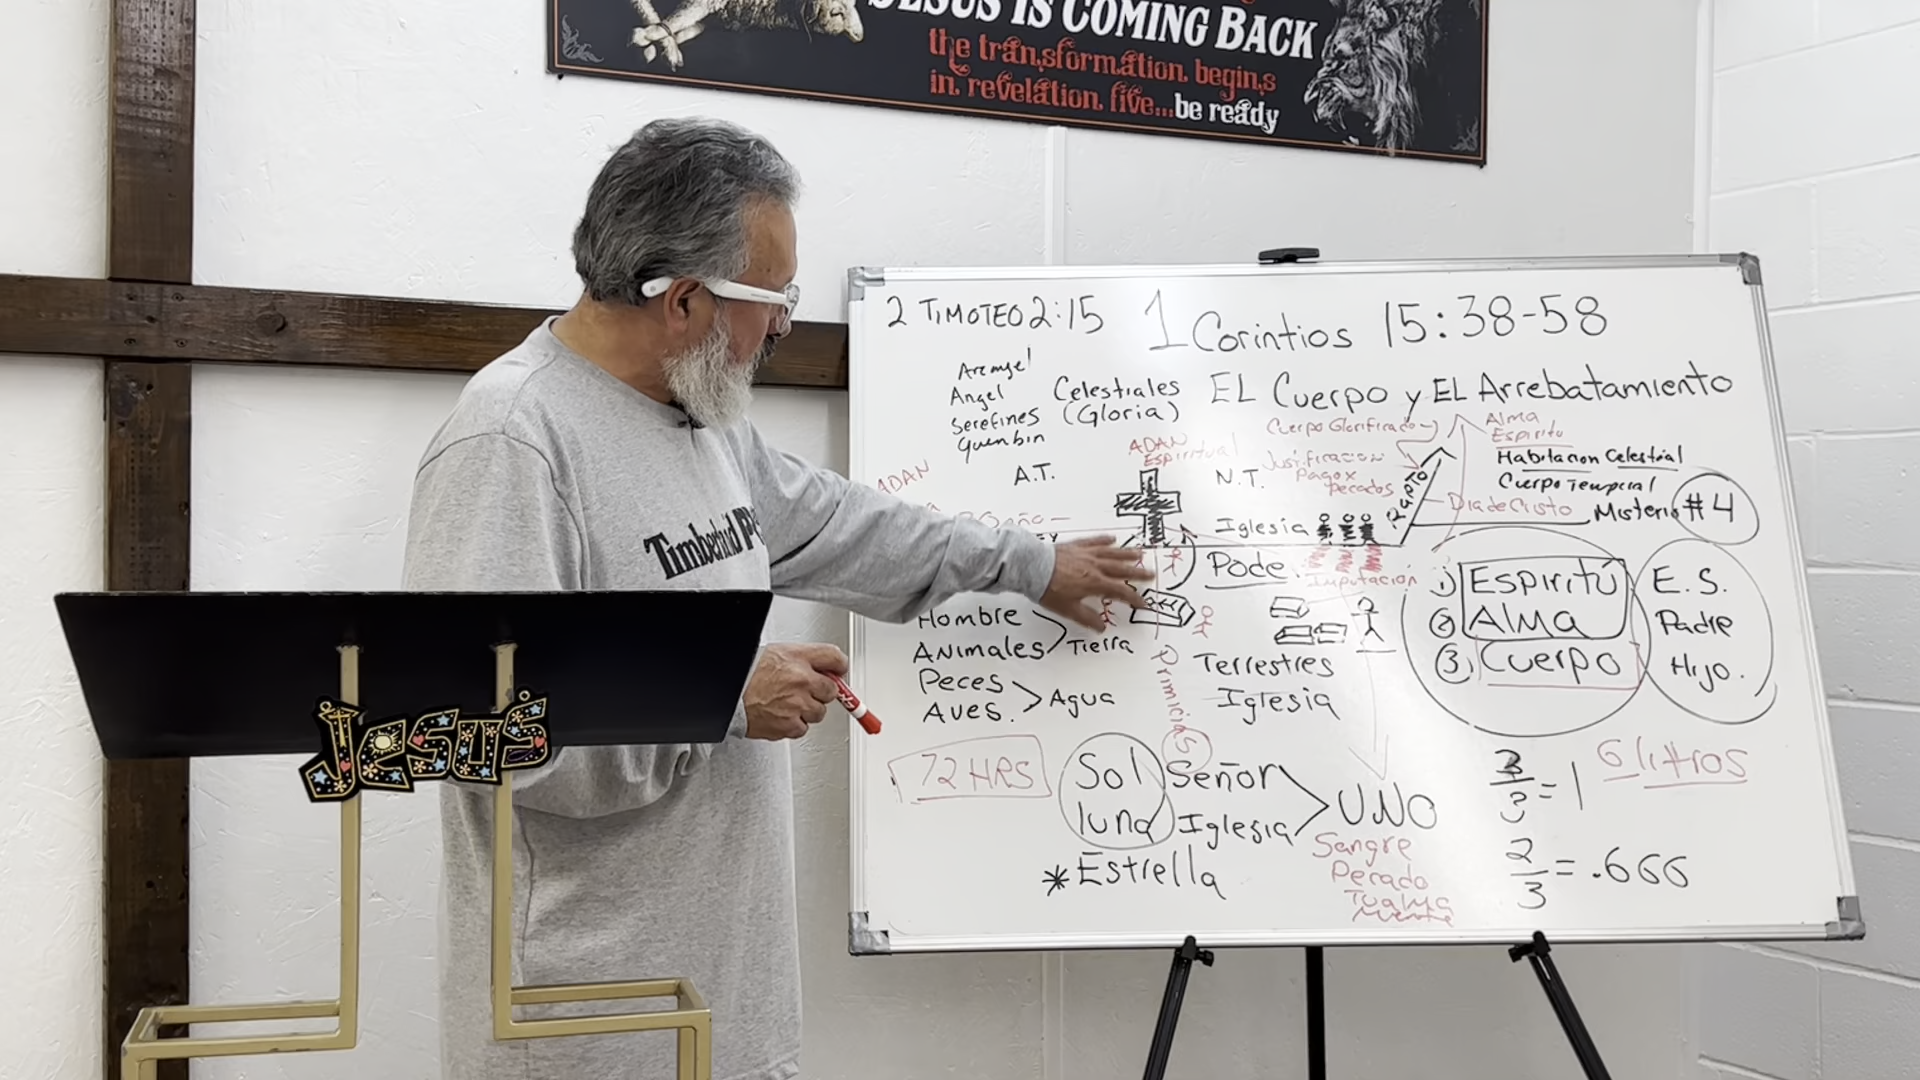 JESUS IS COMING BACK
the transformation begins
in revelation five...be ready
2 TIMOTEO 2:15
1 Corintios 15:38-58
EL Cuerpo y EL Arrebatamiento
Angel
Serefines
Celestiales
(Gloria)
ADAN
A.T.
ADAN
Espiritual
N.T.
Cuerpo Glorificado
Justificacion
Pago x
Pecados
Rapto
Alma
Espiritu
Habitacion Celestial
Cuerpo Temporal
Dia de Cristo
Misterio #4
Iglesia
Pode
Imputacion
Timberland
Hombre
Animales
Tierra
Peces
Aves.
Agua
Primicias
Terrestres
Iglesia
1) Espiritú
2) Alma
3) Cuerpo
E.S.
Padre
Hijo.
72 HRS
Sol
luna
Señor
Iglesia
UNO
* Estrella
Sangre
Pecado
Tu alma
3/3 = 1
6 litros
2/3 = .666
Jesus